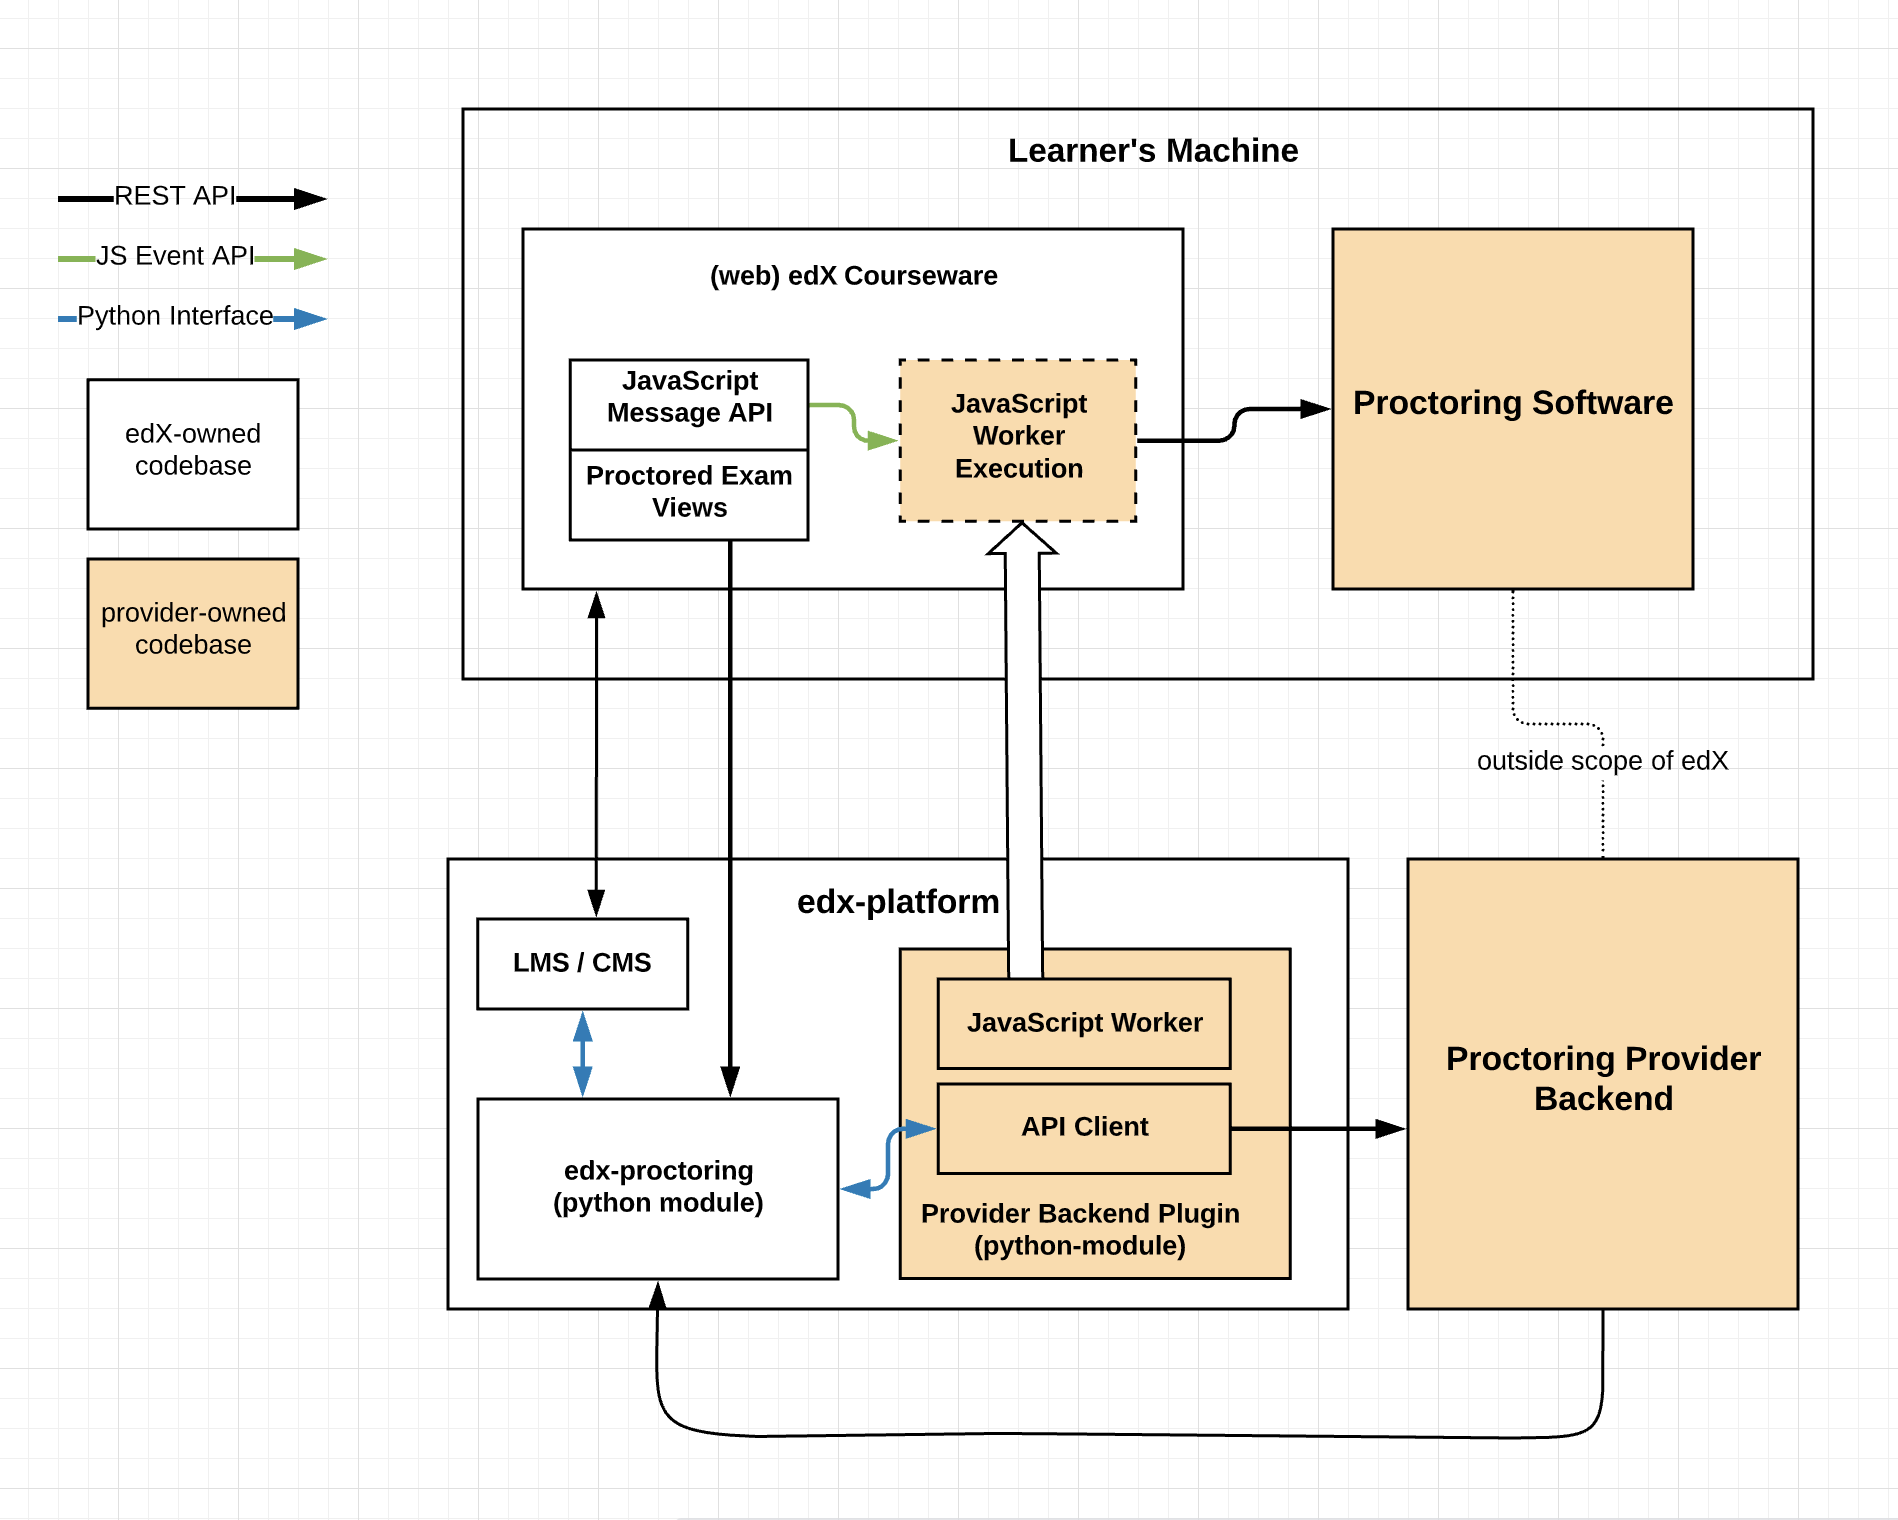 REST API
JS Event API
Python Interface
edX-owned
codebase
provider-owned
codebase
Learner's Machine
(web) edX Courseware
JavaScript
Message API
Proctored Exam
Views
JavaScript
Worker
Execution
Proctoring Software
outside scope of edX
edx-platform
LMS / CMS
edx-proctoring
(python module)
JavaScript Worker
API Client
Provider Backend Plugin
(python-module)
Proctoring Provider
Backend